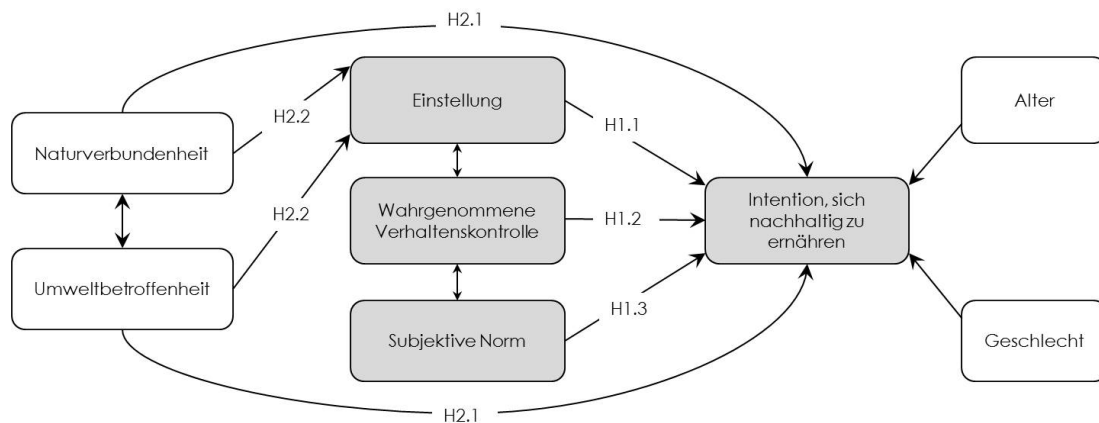 H2.1
Einstellung
Alter
H2.2
H1.1
Naturverbundenheit
Wahrgenommene
Verhaltenskontrolle
H1.2
Intention, sich
nachhaltig zu
ernähren
H2.2
Umweltbetroffenheit
H1.3
Subjektive Norm
Geschlecht
H2.1